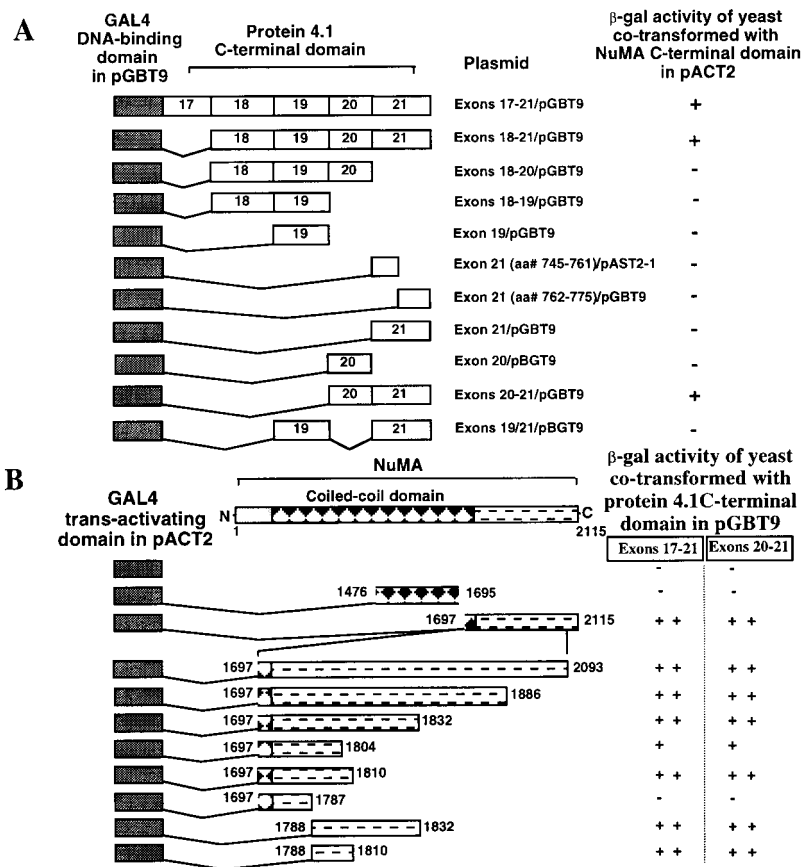 A
GAL4
DNA-binding
domain
in pGBT9
Protein 4.1
C-terminal domain
Plasmid
β-gal activity of yeast
co-transformed with
NuMA C-terminal domain
in pACT2
17 18 19 20 21 Exons 17-21/pGBT9 +
18 19 20 21 Exons 18-21/pGBT9 +
18 19 20 Exons 18-20/pGBT9 -
18 19 Exons 18-19/pGBT9 -
19 Exon 19/pGBT9 -
Exon 21 (aa# 745-761)/pAST2-1 -
Exon 21 (aa# 762-775)/pGBT9 -
21 Exon 21/pGBT9 -
20 Exon 20/pBGT9 -
20 21 Exons 20-21/pGBT9 +
19 21 Exons 19/21/pBGT9 -
B
GAL4
trans-activating
domain in pACT2
NuMA
Coiled-coil domain
N C
1 2115
β-gal activity of yeast
co-transformed with
protein 4.1C-terminal
domain in pGBT9
Exons 17-21 Exons 20-21
- -
1476 1695 - -
1697 2115 + + + +
1697 2093 + + + +
1697 1886 + + + +
1697 1832 + + + +
1697 1804 + +
1697 1810 + + + +
1697 1787 - -
1788 1832 + + + +
1788 1810 + + + +